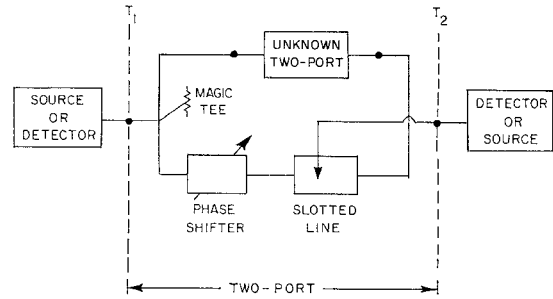 T1
T2
UNKNOWN
TWO-PORT
SOURCE
OR
DETECTOR
MAGIC
TEE
DETECTOR
OR
SOURCE
PHASE
SHIFTER
SLOTTED
LINE
TWO-PORT